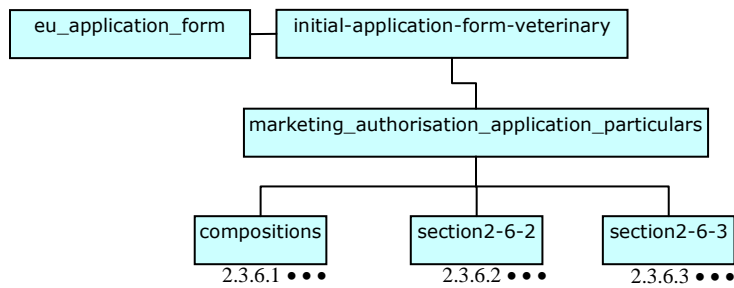 eu_application_form
initial-application-form-veterinary
marketing_authorisation_application_particulars
compositions
section2-6-2
section2-6-3
2.3.6.1 ● ● ●
2.3.6.2 ● ● ●
2.3.6.3 ● ● ●